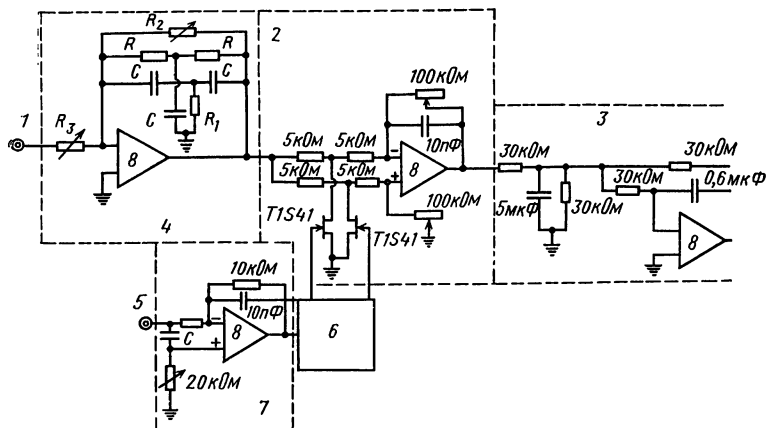 R₂
R
R
2
C
C
1
R₃
C
R₁
8
4
100кОм
10пФ
5кОм
5кОм
5кОм
5кОм
−
+
8
T1S41
T1S41
100кОм
3
30кОм
30кОм
30кОм
0,6мкФ
5мкФ
30кОм
8
5
10кОм
10пФ
C
−
+
8
6
20кОм
7